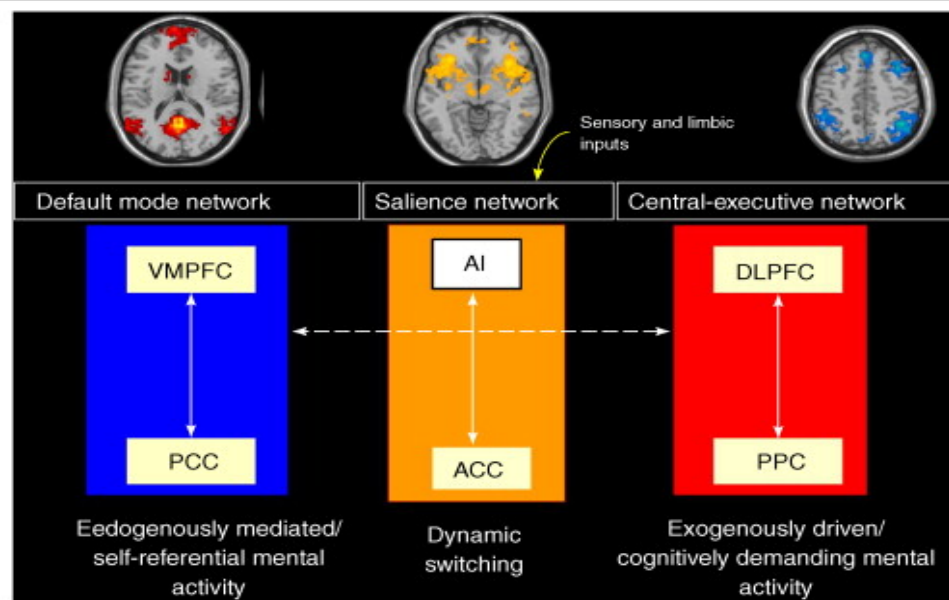 Sensory and limbic
inputs
Default mode network
Salience network
Central-executive network
VMPFC
AI
DLPFC
PCC
ACC
PPC
Eedogenously mediated/
self-referential mental
activity
Dynamic
switching
Exogenously driven/
cognitively demanding mental
activity